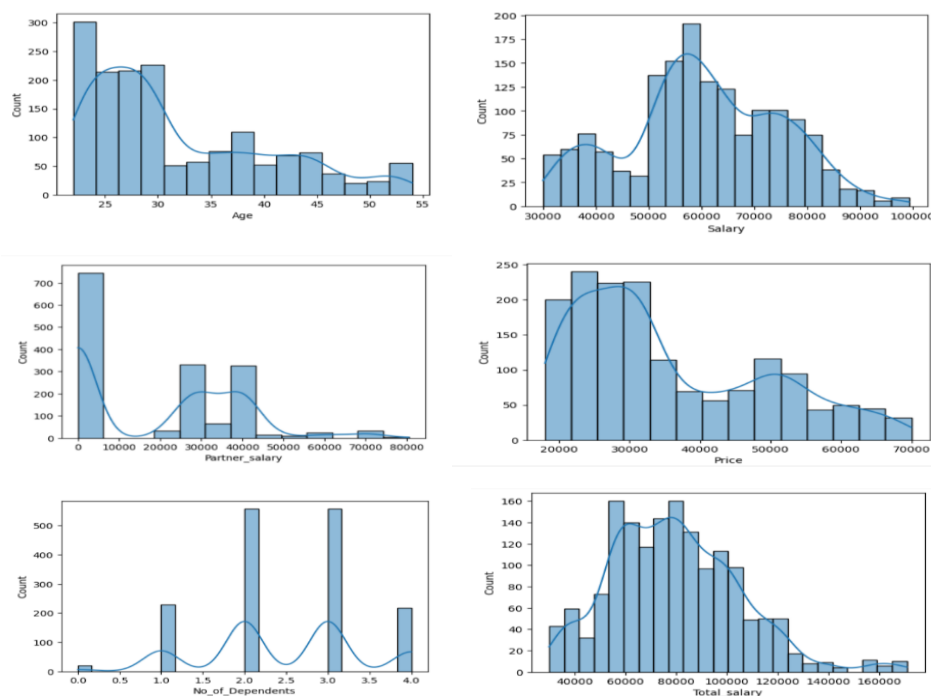 300
250
200
150
100
50
0
Count
25 30 35 40 45 50 55
Age
200
175
150
125
100
75
50
25
0
Count
30000 40000 50000 60000 70000 80000 90000 100000
Salary
700
600
500
400
300
200
100
0
Count
0 10000 20000 30000 40000 50000 60000 70000 80000
Partner_salary
250
200
150
100
50
0
Count
20000 30000 40000 50000 60000 70000
Price
500
400
300
200
100
0
Count
0.0 0.5 1.0 1.5 2.0 2.5 3.0 3.5 4.0
No_of_Dependents
160
140
120
100
80
60
40
20
0
Count
40000 60000 80000 100000 120000 140000 160000
Total_salary